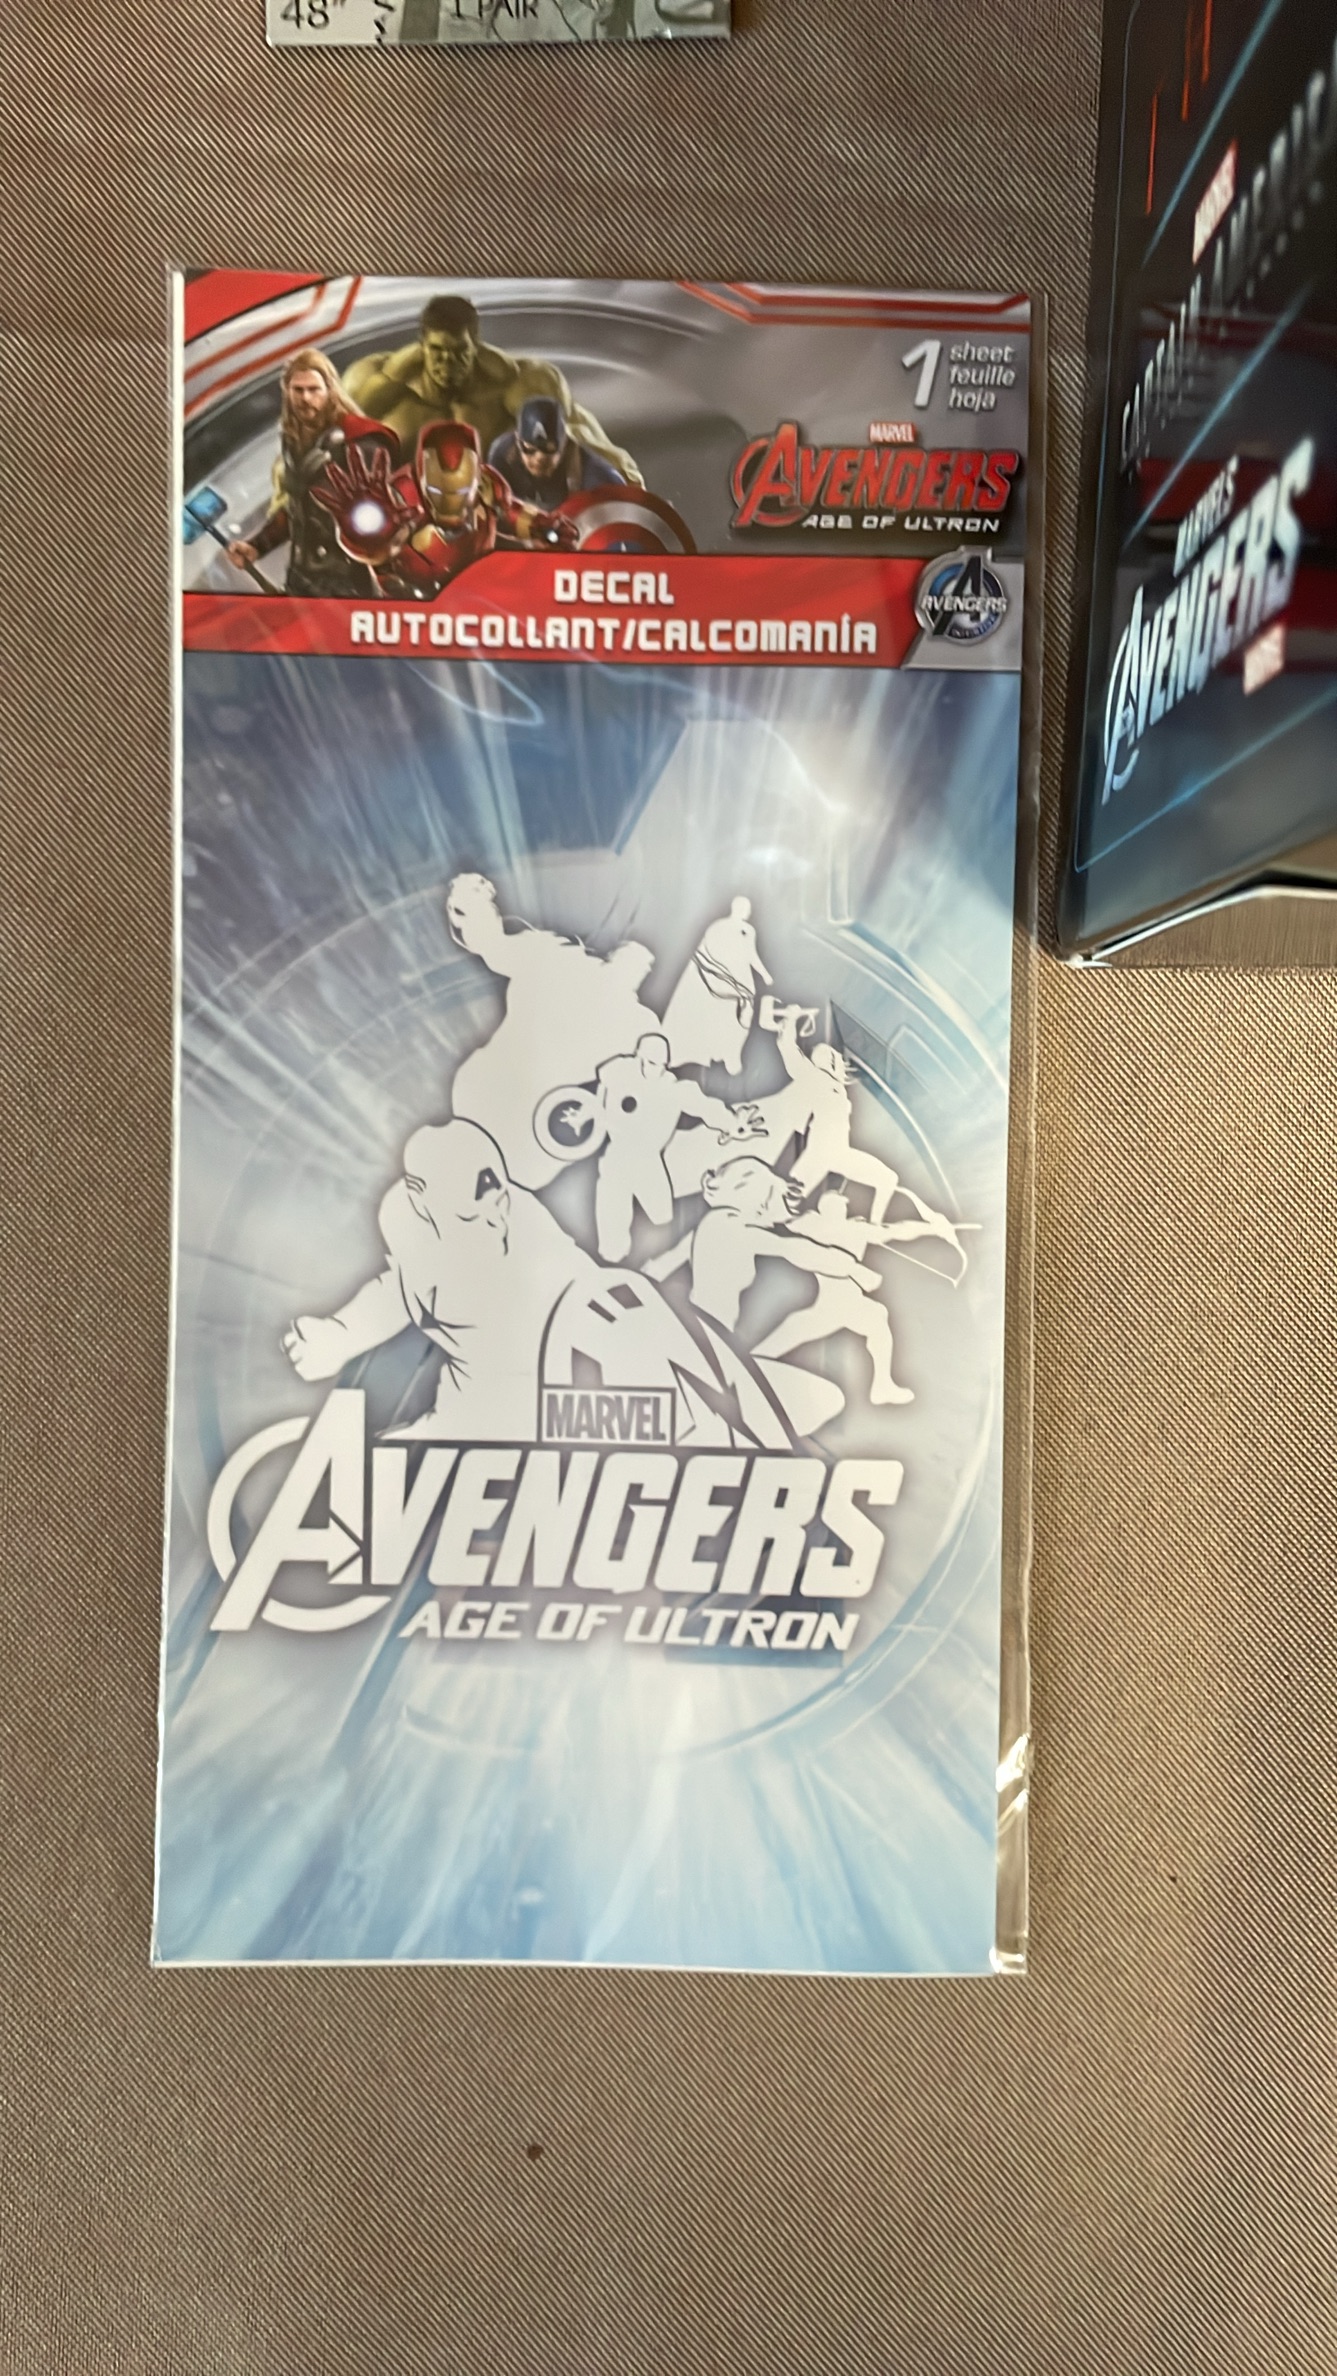 48"
1 PAIR
1 sheet
feuille
hoja
MARVEL
AVENGERS
AGE OF ULTRON
DECAL
AUTOCOLLANT/CALCOMANÍA
AVENGERS
A
MARVEL
AVENGERS
AGE OF ULTRON
MARVEL
CAPTAIN AMERICA
MARVEL'S
AVENGERS